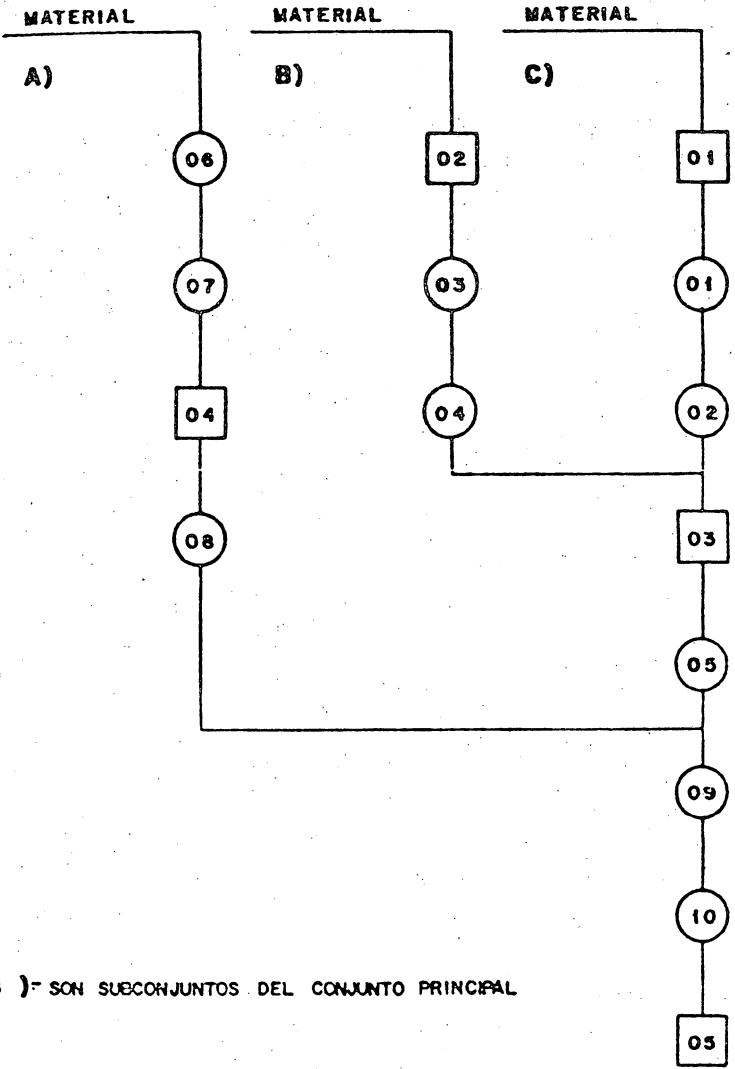 MATERIAL MATERIAL MATERIAL
A) B) C)
06 02 01
07 03 01
04 04 02
08 03
05
09
10
)- SON SUBCONJUNTOS DEL CONJUNTO PRINCIPAL
05